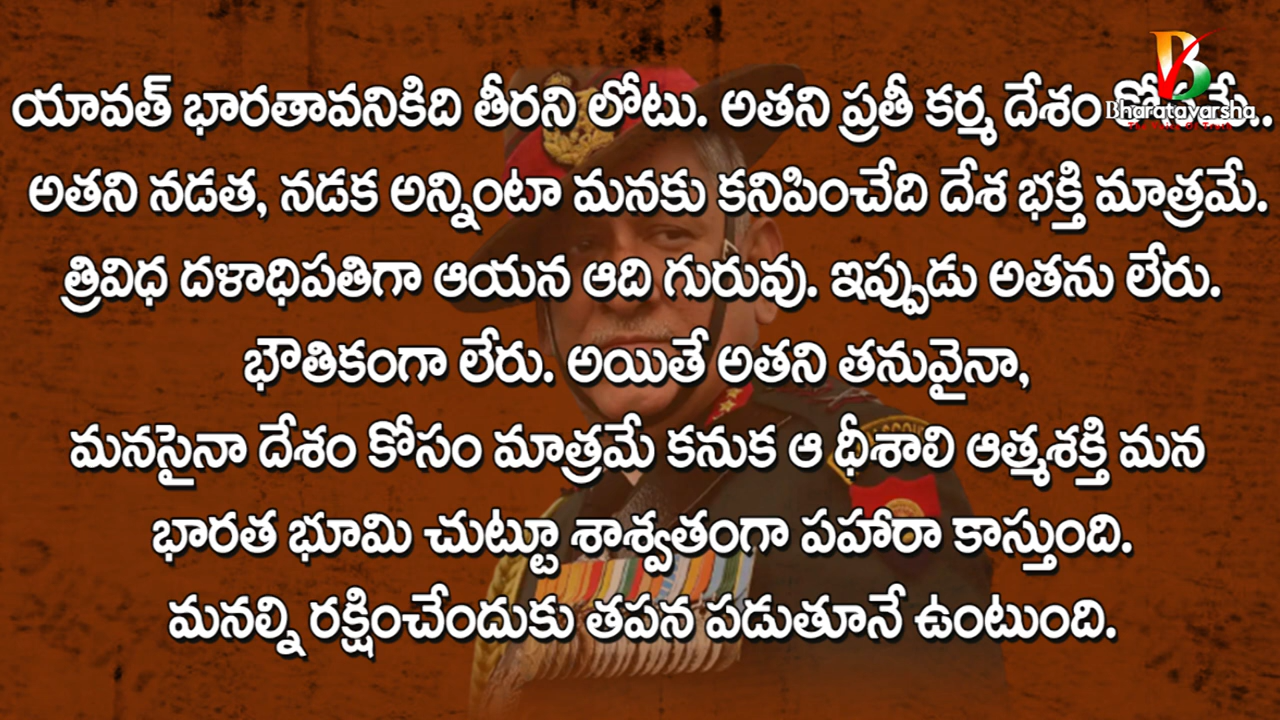 యావత్ భారతావనికిది తీరని లోటు. అతని ప్రతీ కర్మ దేశం కోసమే..
Bharatavarsha
అతని నడత, నడక అన్నింటా మనకు కనిపించేది దేశ భక్తి మాత్రమే.
త్రివిధ దళాధిపతిగా ఆయన ఆది గురువు. ఇప్పుడు అతను లేరు.
భౌతికంగా లేరు. అయితే అతని తనువైనా,
మనసైనా దేశం కోసం మాత్రమే కనుక ఆ ధీశాలి ఆత్మశక్తి మన
భారత భూమి చుట్టూ శాశ్వతంగా పహారా కాస్తుంది.
మనల్ని రక్షించేందుకు తపన పడుతూనే ఉంటుంది.